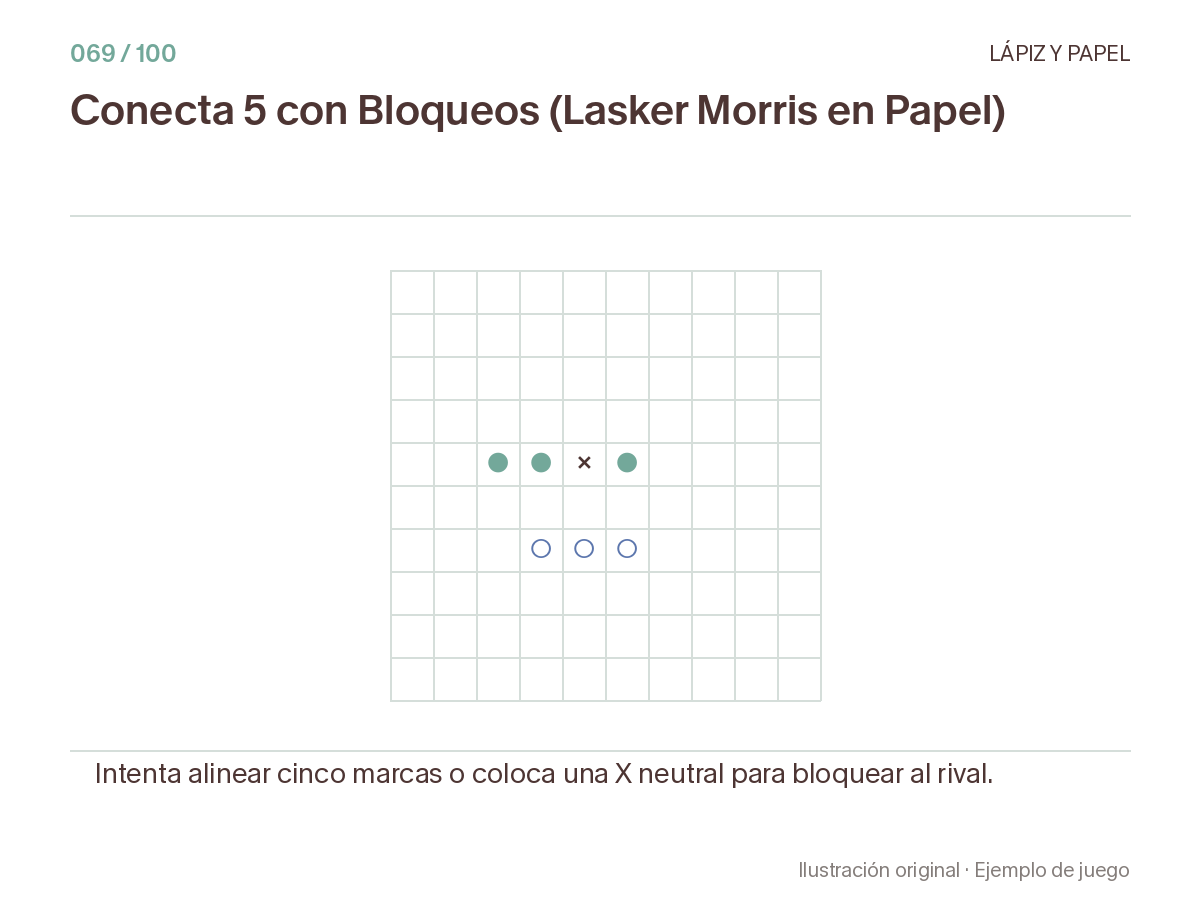 069 / 100
LÁPIZ Y PAPEL
Conecta 5 con Bloqueos (Lasker Morris en Papel)
×
Intenta alinear cinco marcas o coloca una X neutral para bloquear al rival.
Ilustración original · Ejemplo de juego